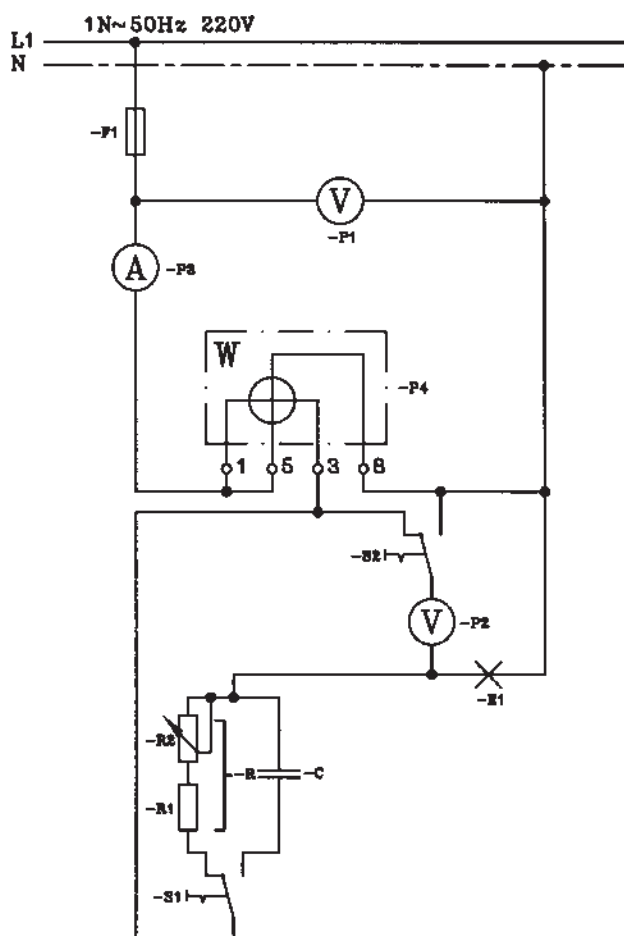 1N~50Hz 220V
L1
N
-F1
V
-P1
A
-P3
W
-P4
1 5 3 8
-S2
V
-P2
-E1
-R2
-R -C
-R1
-S1